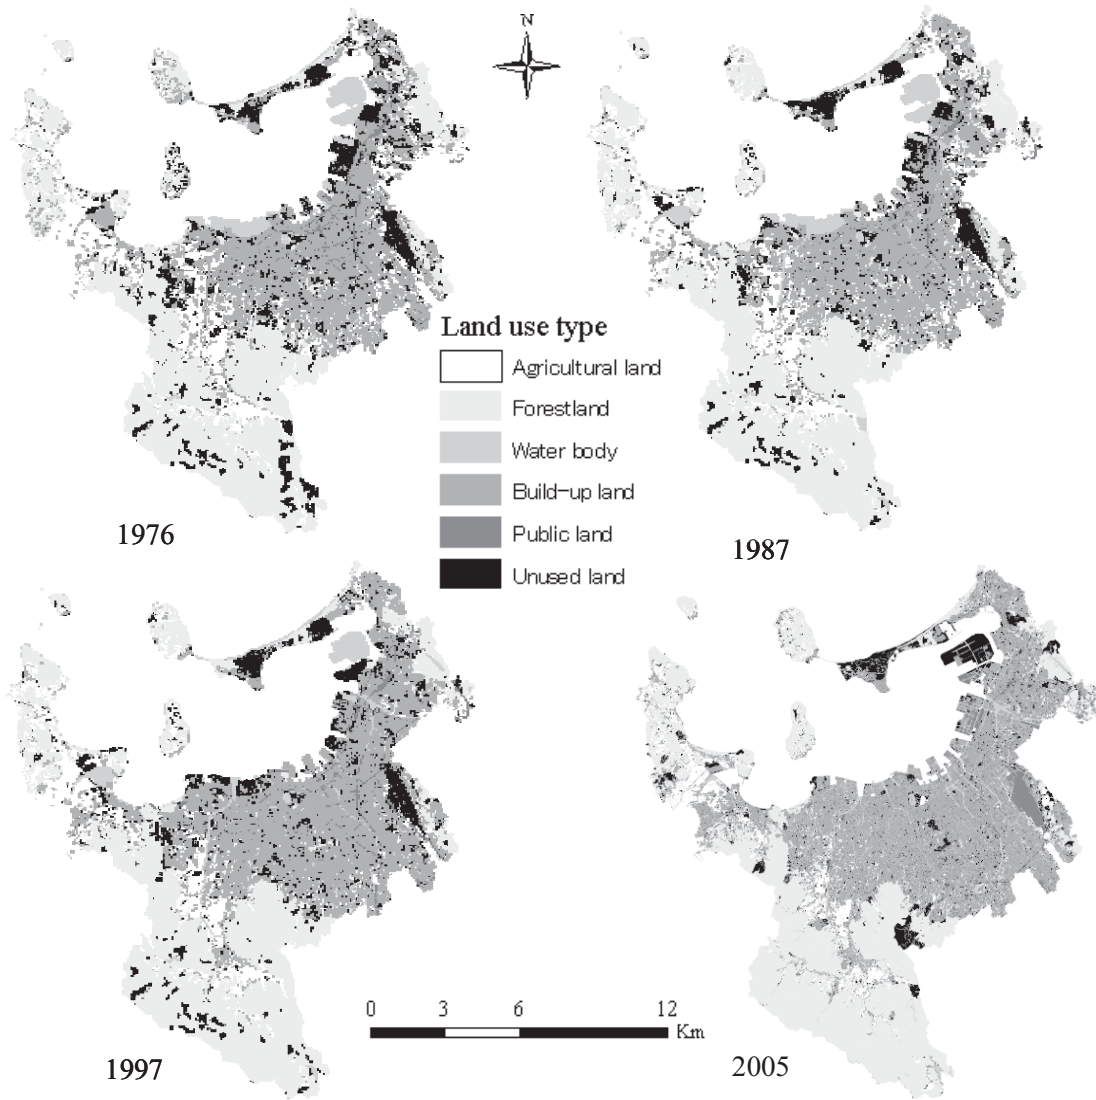 N
Land use type
Agricultural land
Forestland
Water body
Build-up land
Public land
Unused land
1976
1987
0 3 6 12
Km
1997
2005